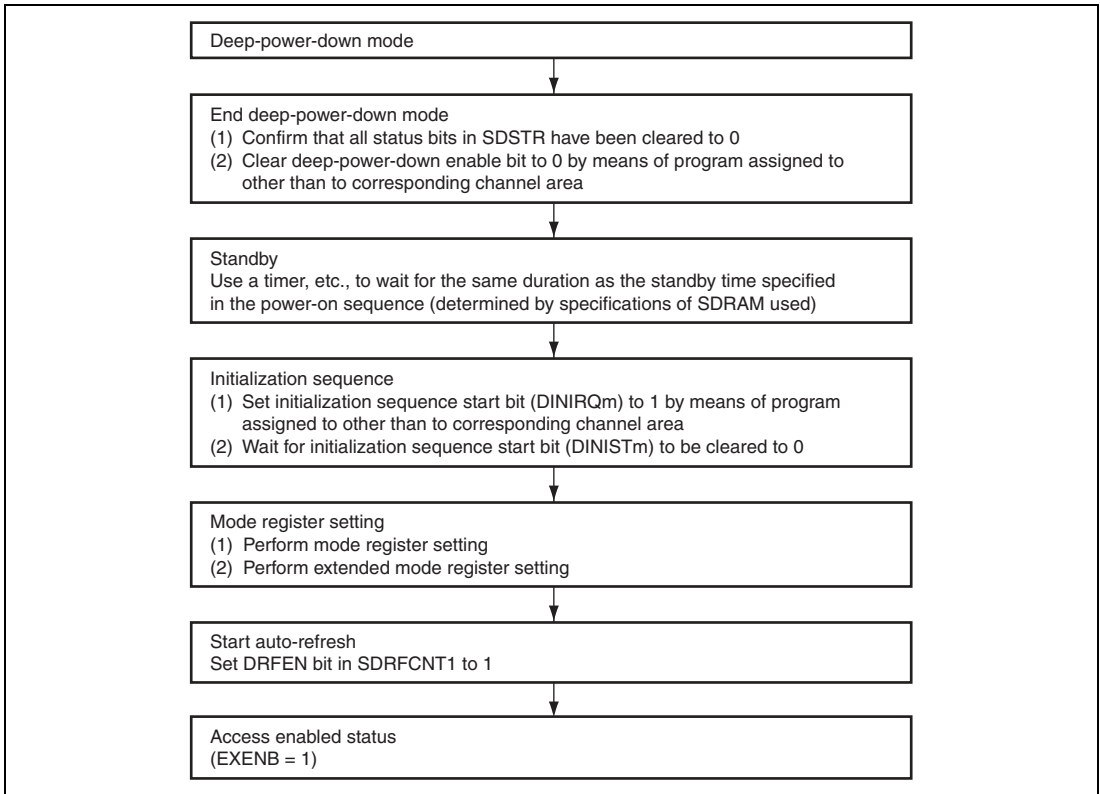 Deep-power-down mode
End deep-power-down mode
(1) Confirm that all status bits in SDSTR have been cleared to 0
(2) Clear deep-power-down enable bit to 0 by means of program assigned to
other than to corresponding channel area
Standby
Use a timer, etc., to wait for the same duration as the standby time specified
in the power-on sequence (determined by specifications of SDRAM used)
Initialization sequence
(1) Set initialization sequence start bit (DINIRQm) to 1 by means of program
assigned to other than to corresponding channel area
(2) Wait for initialization sequence start bit (DINISTm) to be cleared to 0
Mode register setting
(1) Perform mode register setting
(2) Perform extended mode register setting
Start auto-refresh
Set DRFEN bit in SDRFCNT1 to 1
Access enabled status
(EXENB = 1)